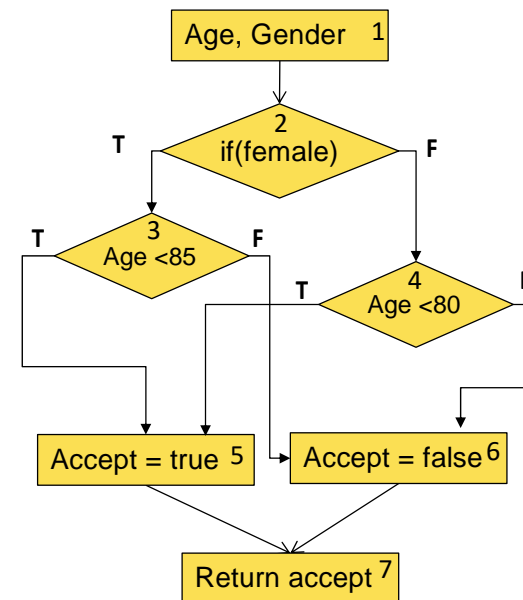 Age, Gender 1
2
T if(female) F
3
T Age <85 F
4
T Age <80
Accept = true 5
Accept = false 6
Return accept 7